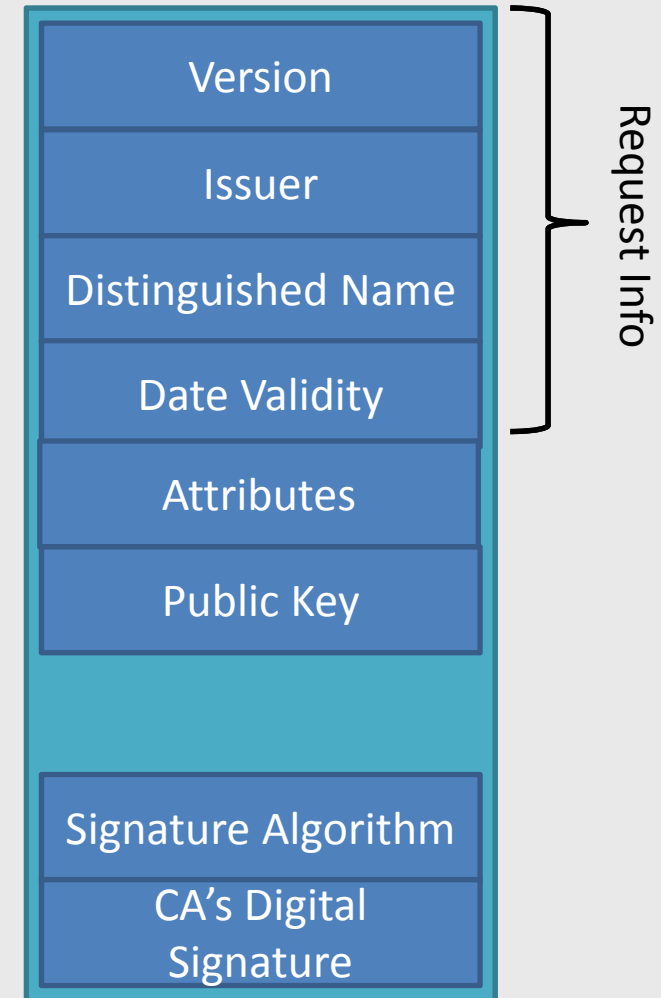 Version
Issuer
Distinguished Name
Date Validity
Attributes
Public Key
Signature Algorithm
CA’s Digital
Signature
Request Info